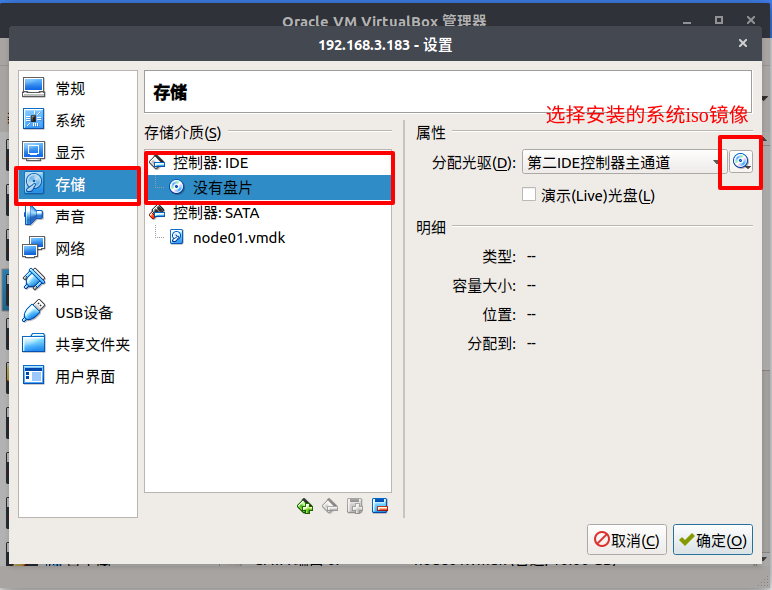 Oracle VM VirtualBox 管理器
192.168.3.183 - 设置
常规
系统
显示
存储
声音
网络
串口
USB设备
共享文件夹
用户界面
存储
选择安装的系统iso镜像
存储介质(S)
控制器: IDE
没有盘片
控制器: SATA
node01.vmdk
属性
分配光驱(D): 第二IDE控制器主通道
演示(Live)光盘(L)
明细
类型: --
容量大小: --
位置: --
分配到: --
取消(C)
确定(O)